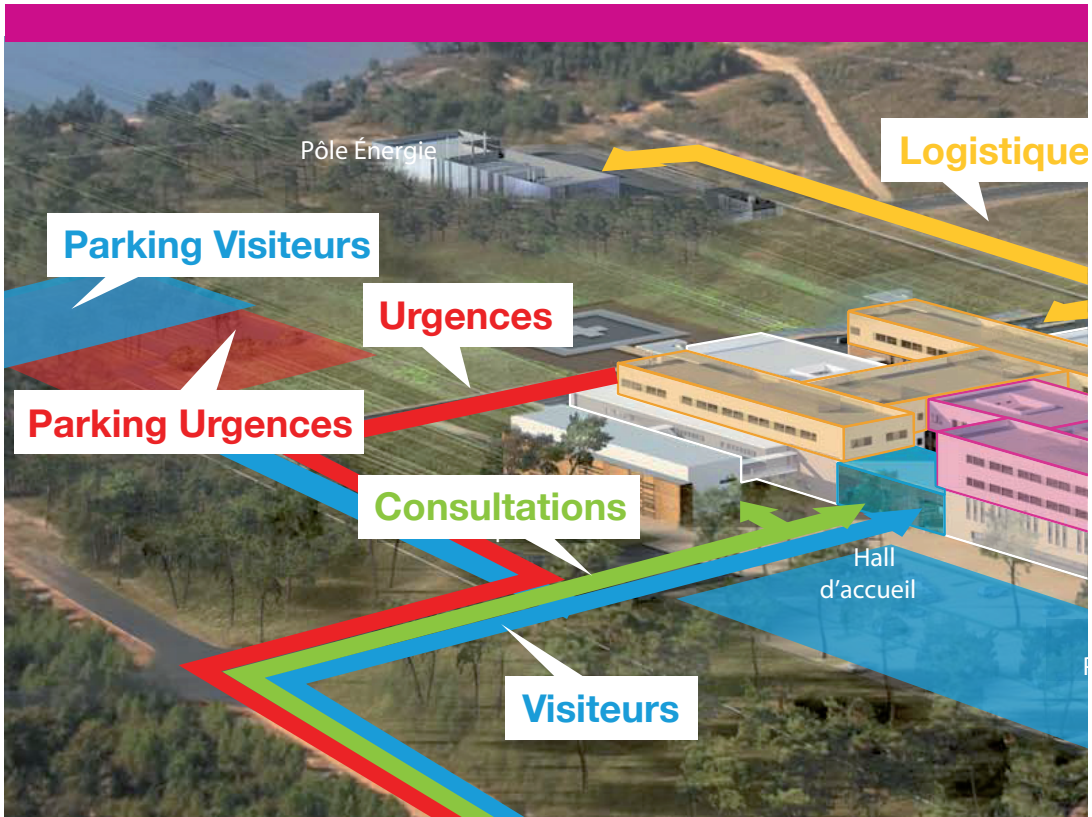 Pôle Énergie
Logistique
Parking Visiteurs
Urgences
Parking Urgences
Consultations
Hall
d'accueil
Visiteurs